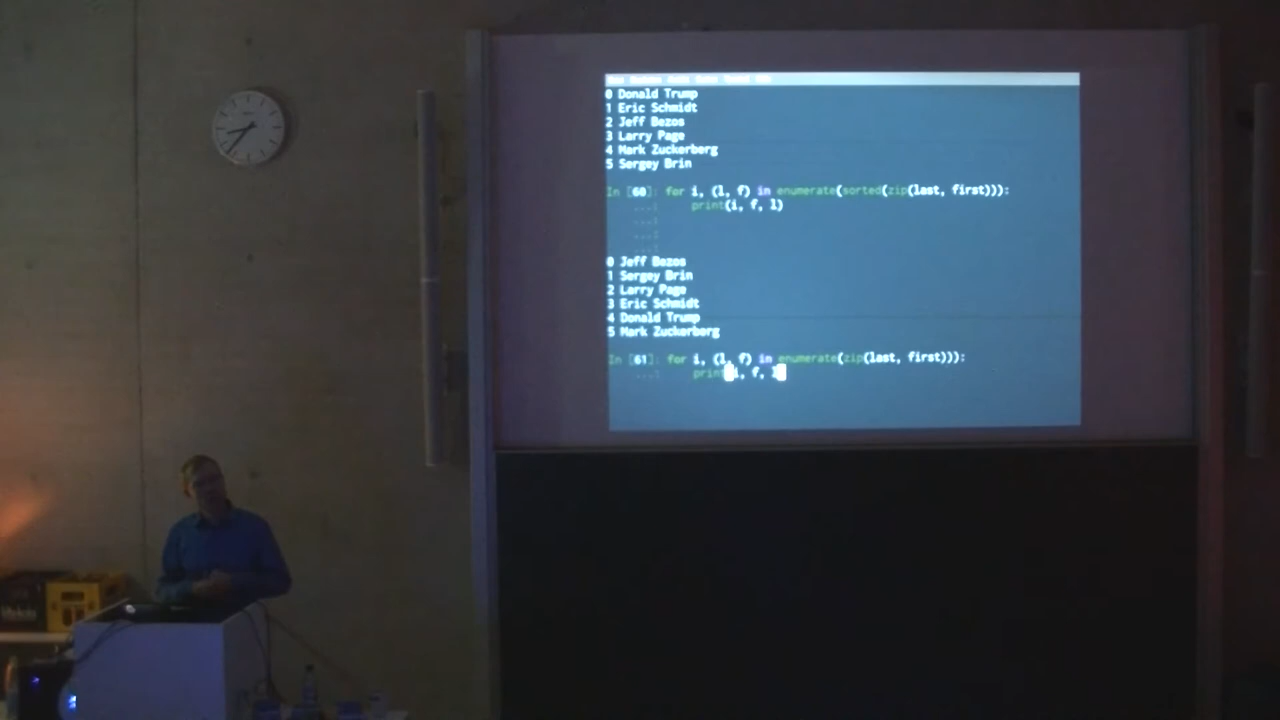 0 Donald Trump
1 Eric Schmidt
2 Jeff Bezos
3 Larry Page
4 Mark Zuckerberg
5 Sergey Brin
In [60]: for i, (l, f) in enumerate(sorted(zip(last, first))):
...: print(i, f, l)
...:
...:
...:
0 Jeff Bezos
1 Sergey Brin
2 Larry Page
3 Eric Schmidt
4 Donald Trump
5 Mark Zuckerberg
In [61]: for i, (l, f) in enumerate(zip(last, first))):
...: print(i, f, l)